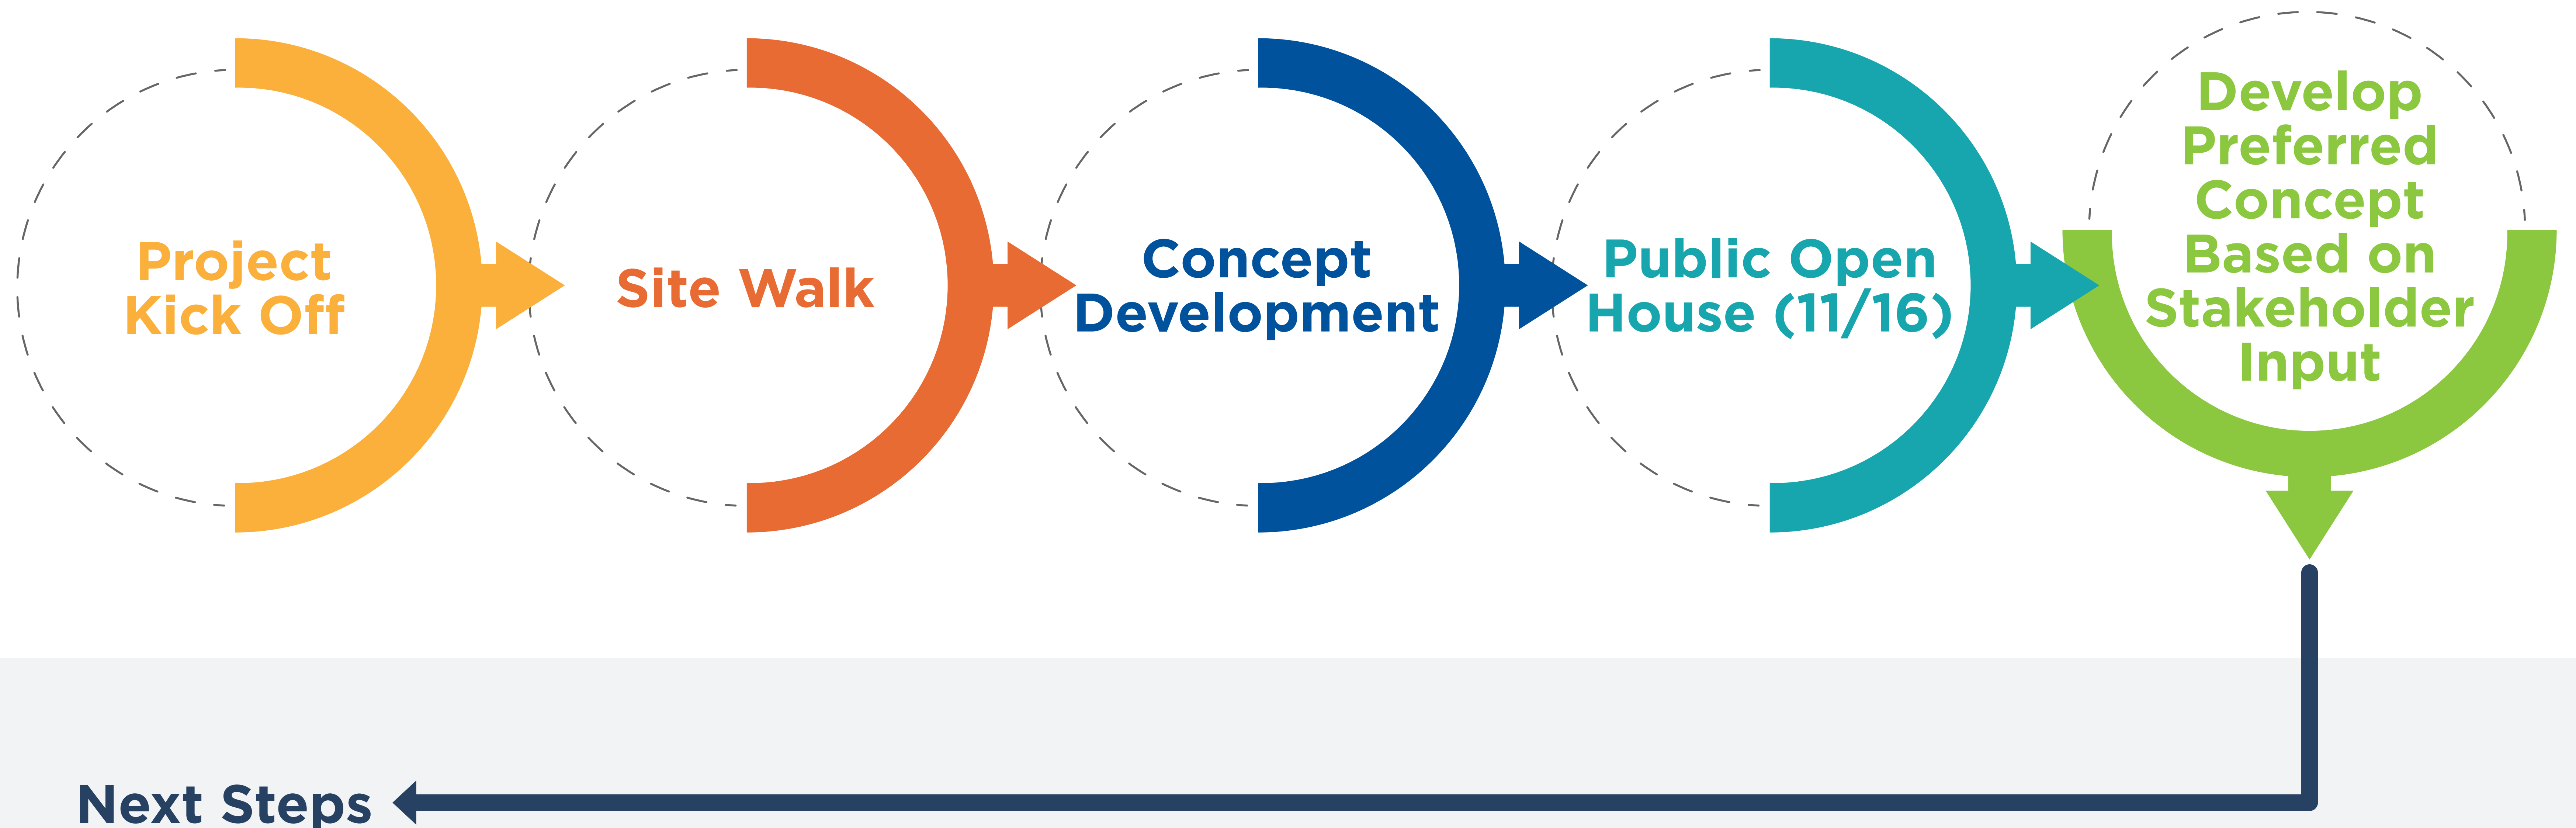 Project
Kick Off
Site Walk
Concept
Development
Public Open
House (11/16)
Develop
Preferred
Concept
Based on
Stakeholder
Input
Next Steps